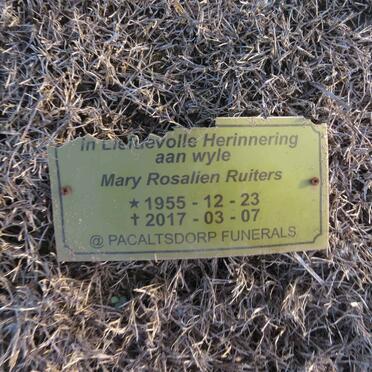 In Liefdevolle Herinnering
aan wyle
Mary Rosalien Ruiters
★ 1955 - 12 - 23
✝ 2017 - 03 - 07
@ PACALTSDORP FUNERALS